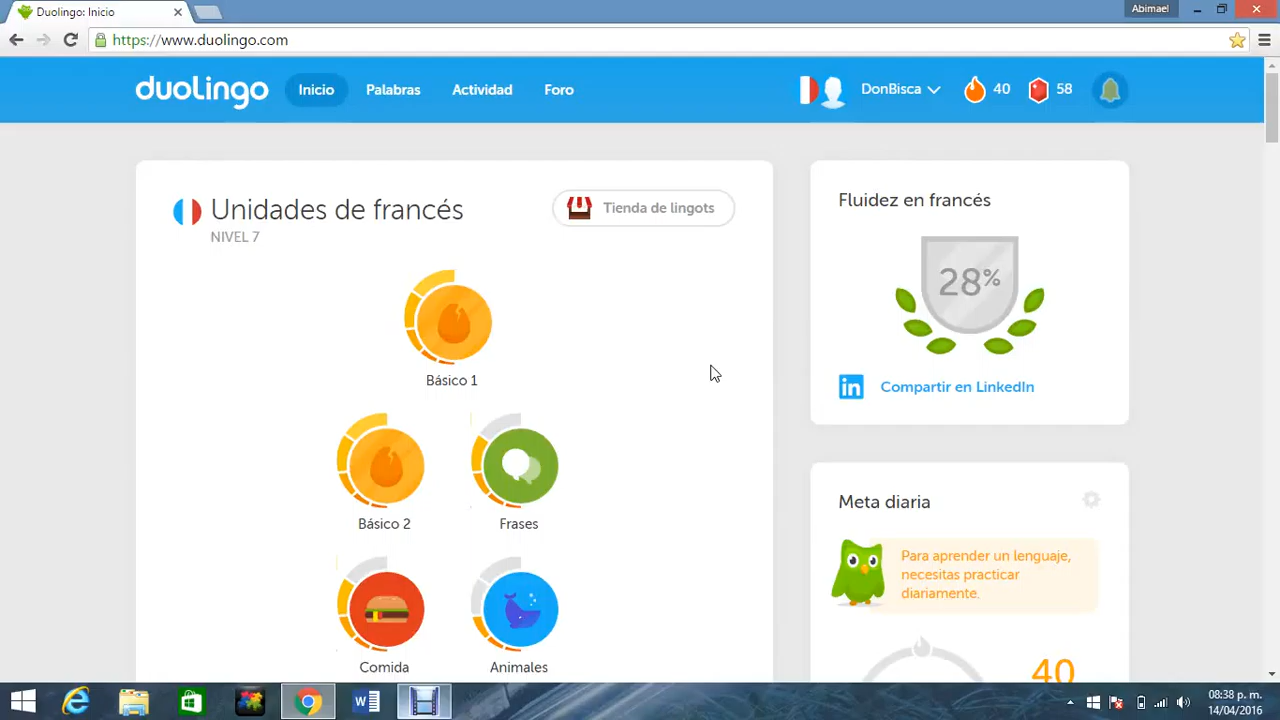 Duolingo: Inicio
Abimael
https://www.duolingo.com
duolingo
Inicio
Palabras
Actividad
Foro
DonBisca
40
58
Unidades de francés
NIVEL 7
Tienda de lingots
Básico 1
Básico 2
Frases
Comida
Animales
Fluidez en francés
28%
in
Compartir en LinkedIn
Meta diaria
Para aprender un lenguaje,
necesitas practicar
diariamente.
40
08:38 p. m.
14/04/2016